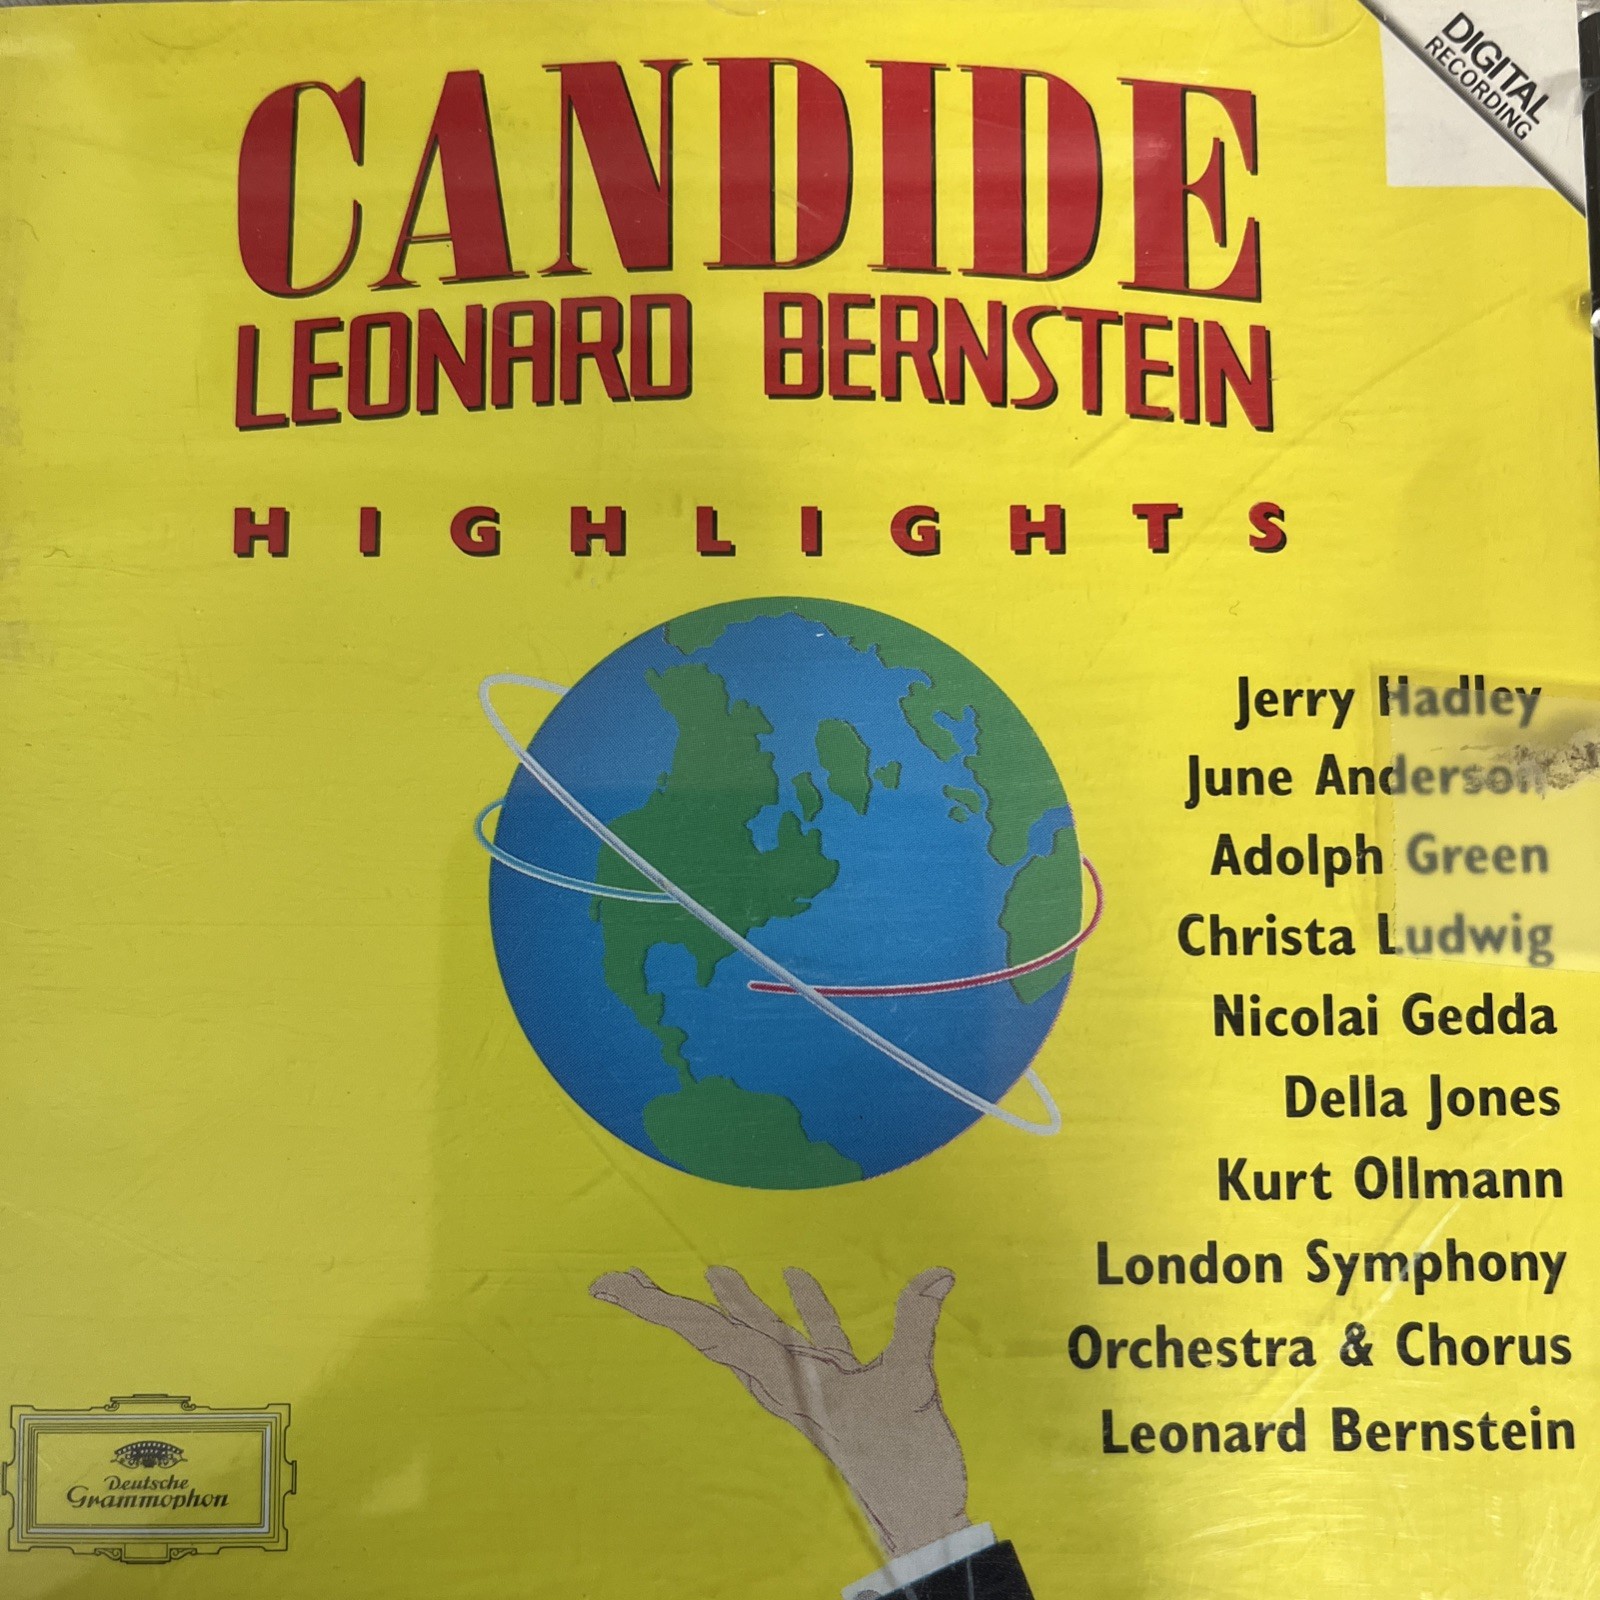 DIGITAL
RECORDING
CANDIDE
LEONARD BERNSTEIN
HIGHLIGHTS
Jerry Hadley
June Anderson
Adolph Green
Christa Ludwig
Nicolai Gedda
Della Jones
Kurt Ollmann
London Symphony
Orchestra & Chorus
Leonard Bernstein
Deutsche
Grammophon